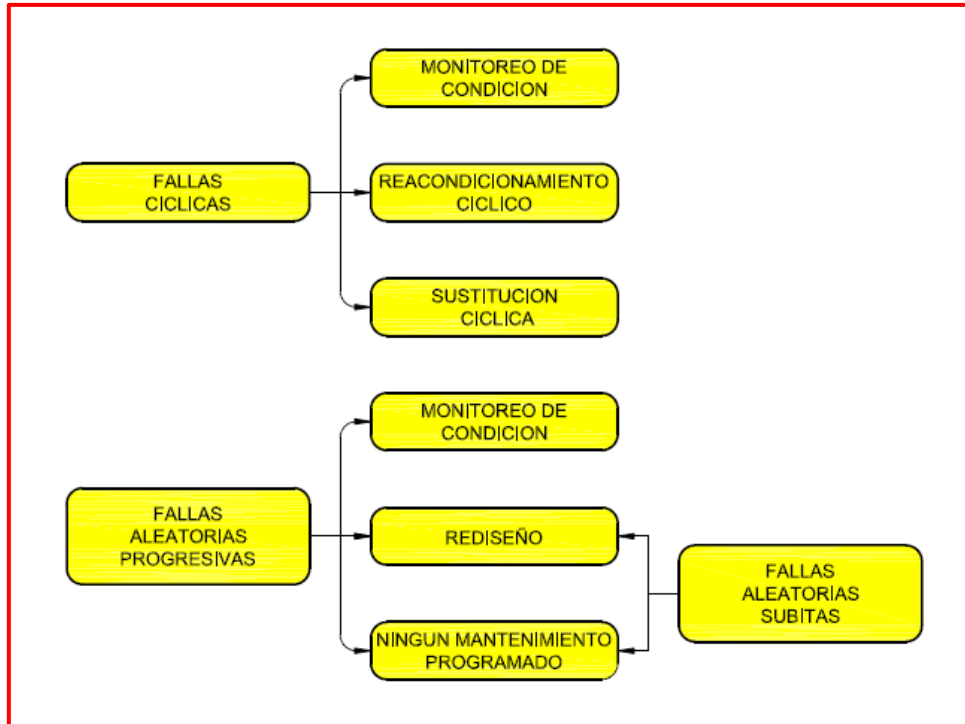 MONITOREO DE
CONDICION
FALLAS
CICLICAS
REACONDICIONAMIENTO
CICLICO
SUSTITUCION
CICLICA
MONITOREO DE
CONDICION
FALLAS
ALEATORIAS
PROGRESIVAS
REDISEÑO
FALLAS
ALEATORIAS
SUBITAS
NINGUN MANTENIMIENTO
PROGRAMADO